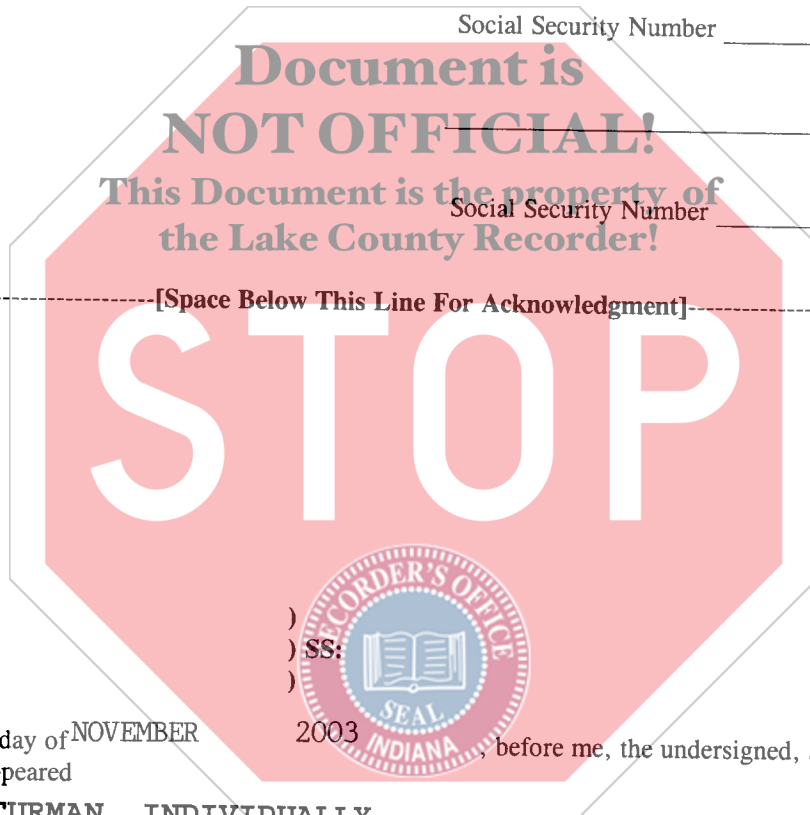 Social Security Number
Document is
NOT OFFICIAL!
This Document is the property of
the Lake County Recorder!
Social Security Number
[Space Below This Line For Acknowledgment]
STOP
)
) SS:
)
RECORDER'S OFFICE
SEAL
INDIANA
day of NOVEMBER 2003, before me, the undersigned,
peared
TURMAN, INDIVIDUALLY